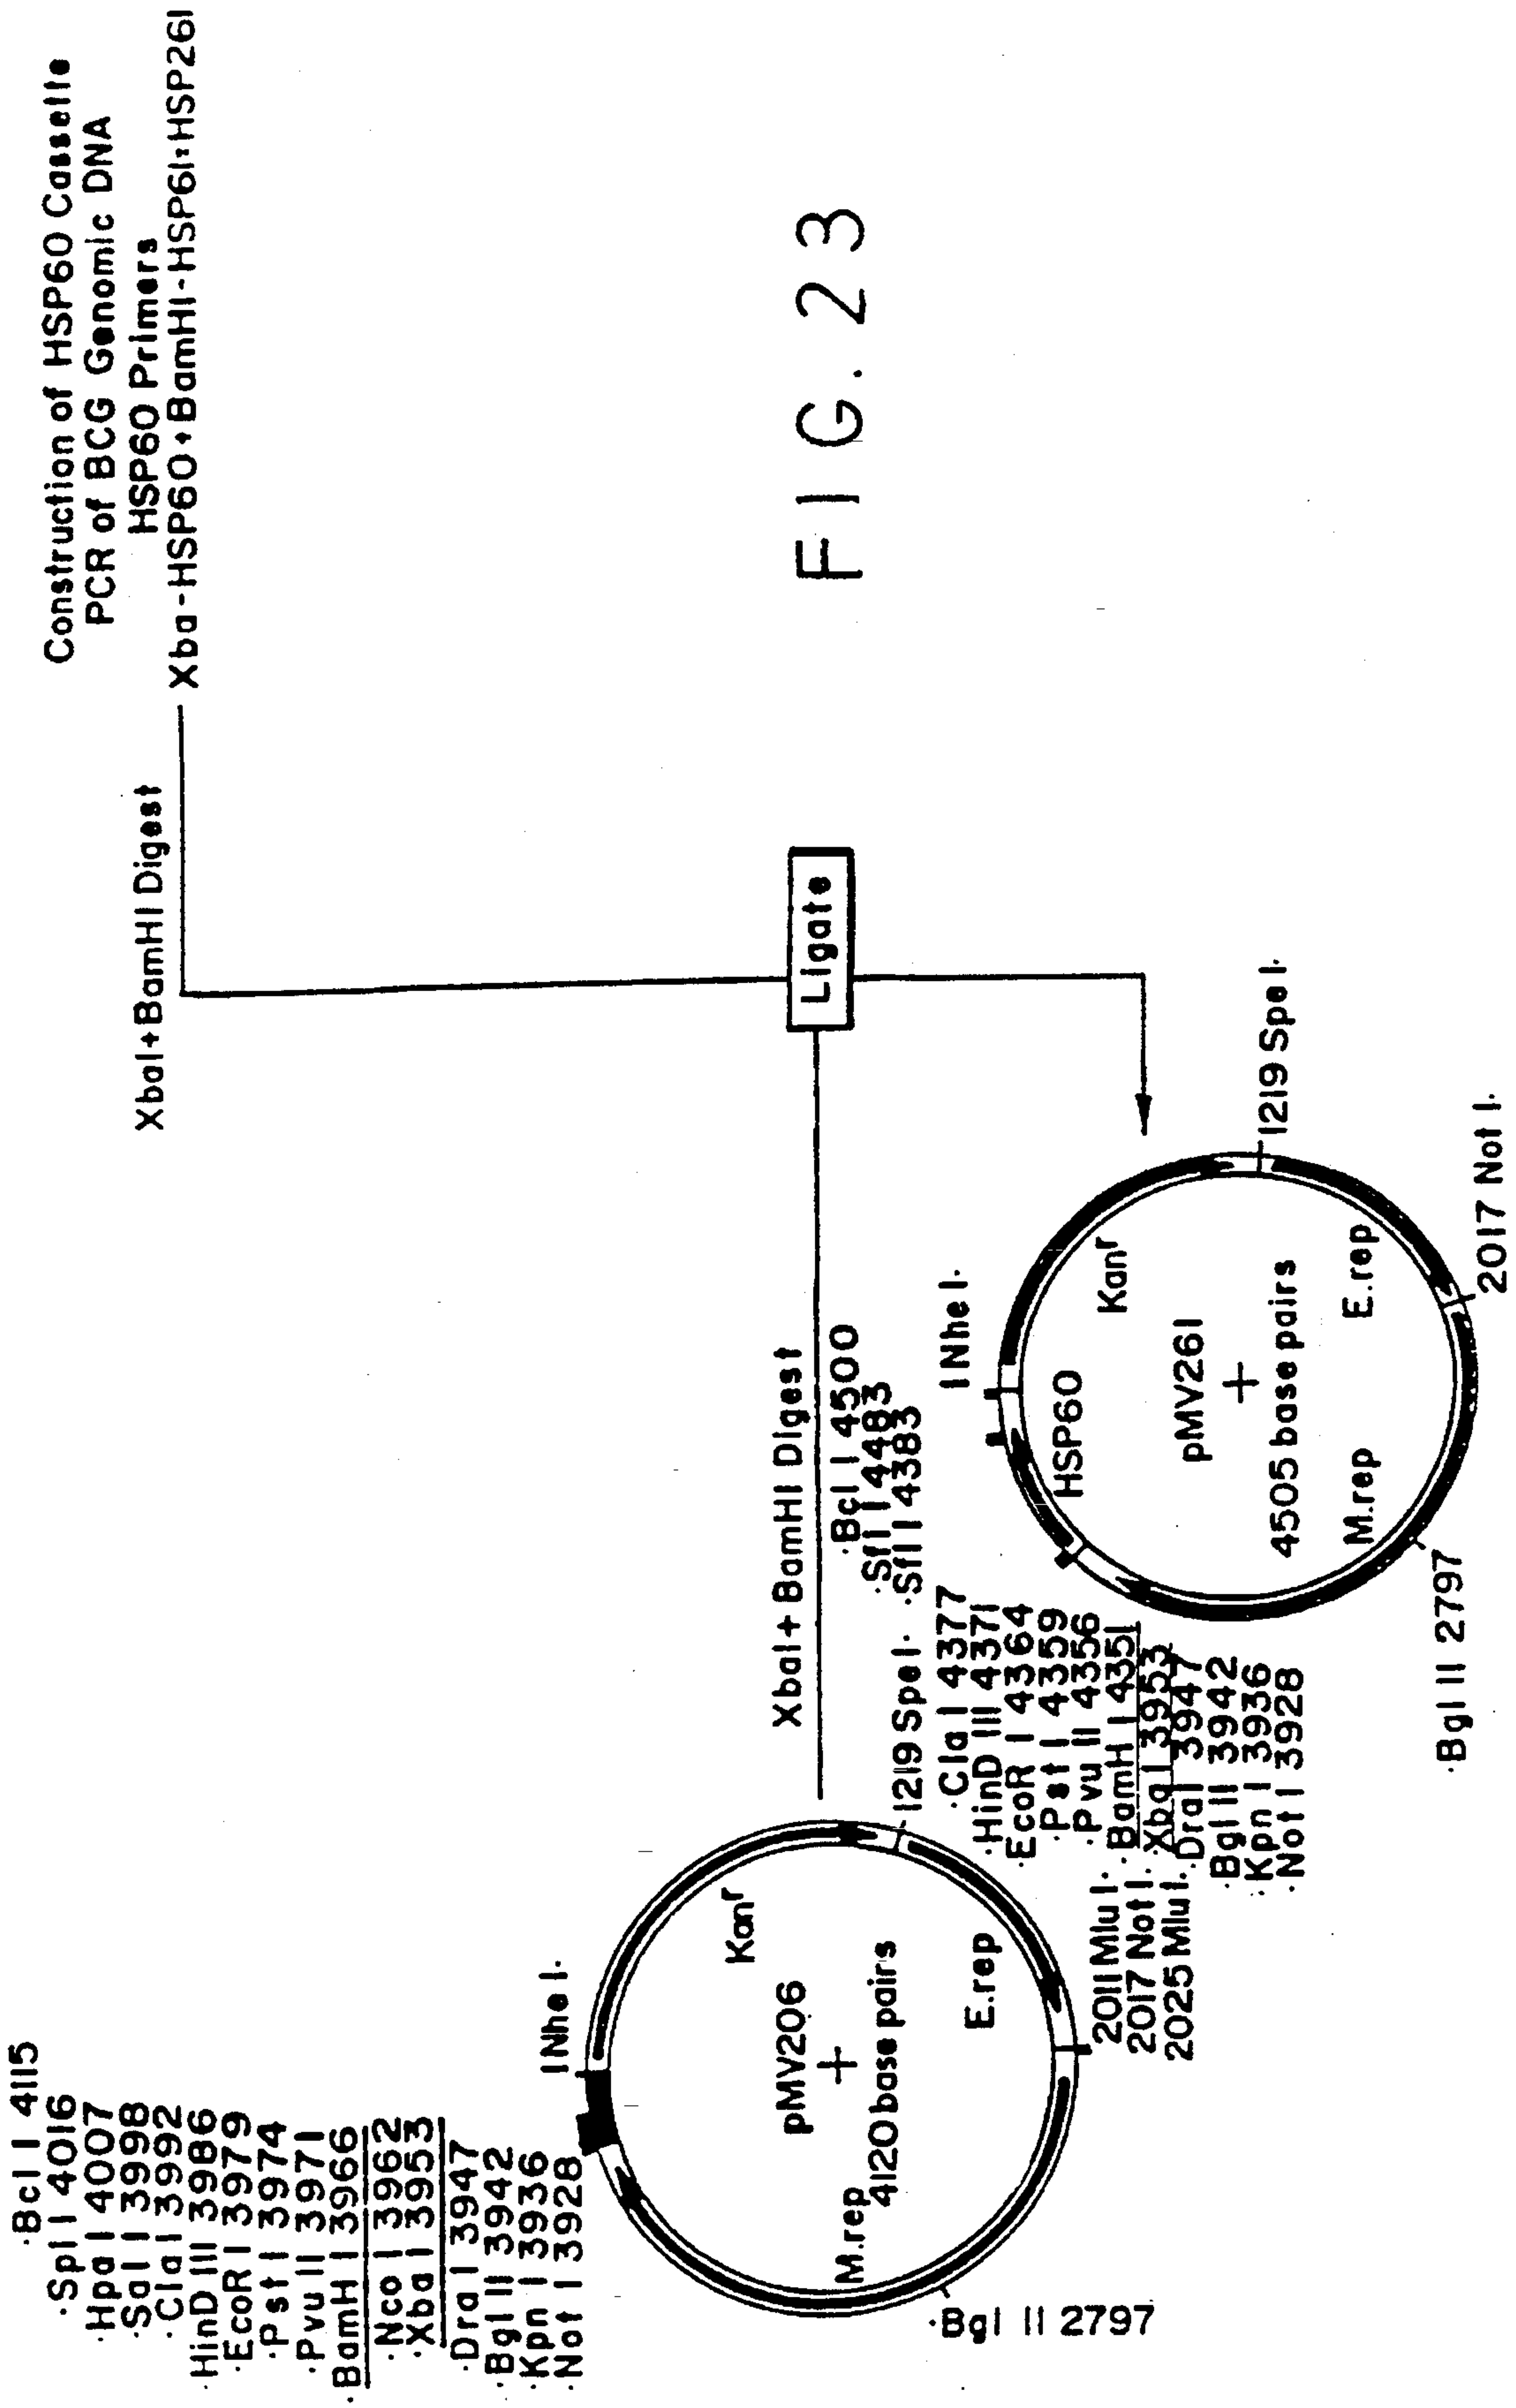 Construction of HSP60 Cassette
PCR of BCG Genomic DNA
HSP60 Primers
Xba-HSP60+BamHI-HSP61:HSP261
XbaI+BamHI Digest
Ligate
XbaI+BamHI Digest
FIG. 23
·Bcl I 4115
·Spl I 4016
·Hpa I 4007
·Sal I 3998
·Cla I 3992
·HinD III 3986
·EcoR I 3979
·Pst I 3974
·Pvu II 3971
·BamH I 3966
·Nco I 3962
·Xba I 3953
·Dra I 3947
·Bgl II 3942
·Kpn I 3936
·Not I 3928
1 Nhe I·
Kanʳ
pMV206
+
4120 base pairs
M.rep
E.rep
1219 Spe I·
2011 Mlu I·
2017 Not I·
2025 Mlu I·
·Bgl II 2797
·Bcl I 4500
·Sfi I 4483
·Sfi I 4383
·Cla I 4377
·HinD III 4371
·EcoR I 4364
·Pst I 4359
·Pvu II 4356
·BamH I 4351
·Xba I 3953
·Dra I 3947
·Bgl II 3942
·Kpn I 3936
·Not I 3928
1 Nhe I·
HSP60
Kanʳ
pMV261
+
4505 base pairs
M.rep
E.rep
1219 Spe I·
2017 Not I·
·Bgl II 2797